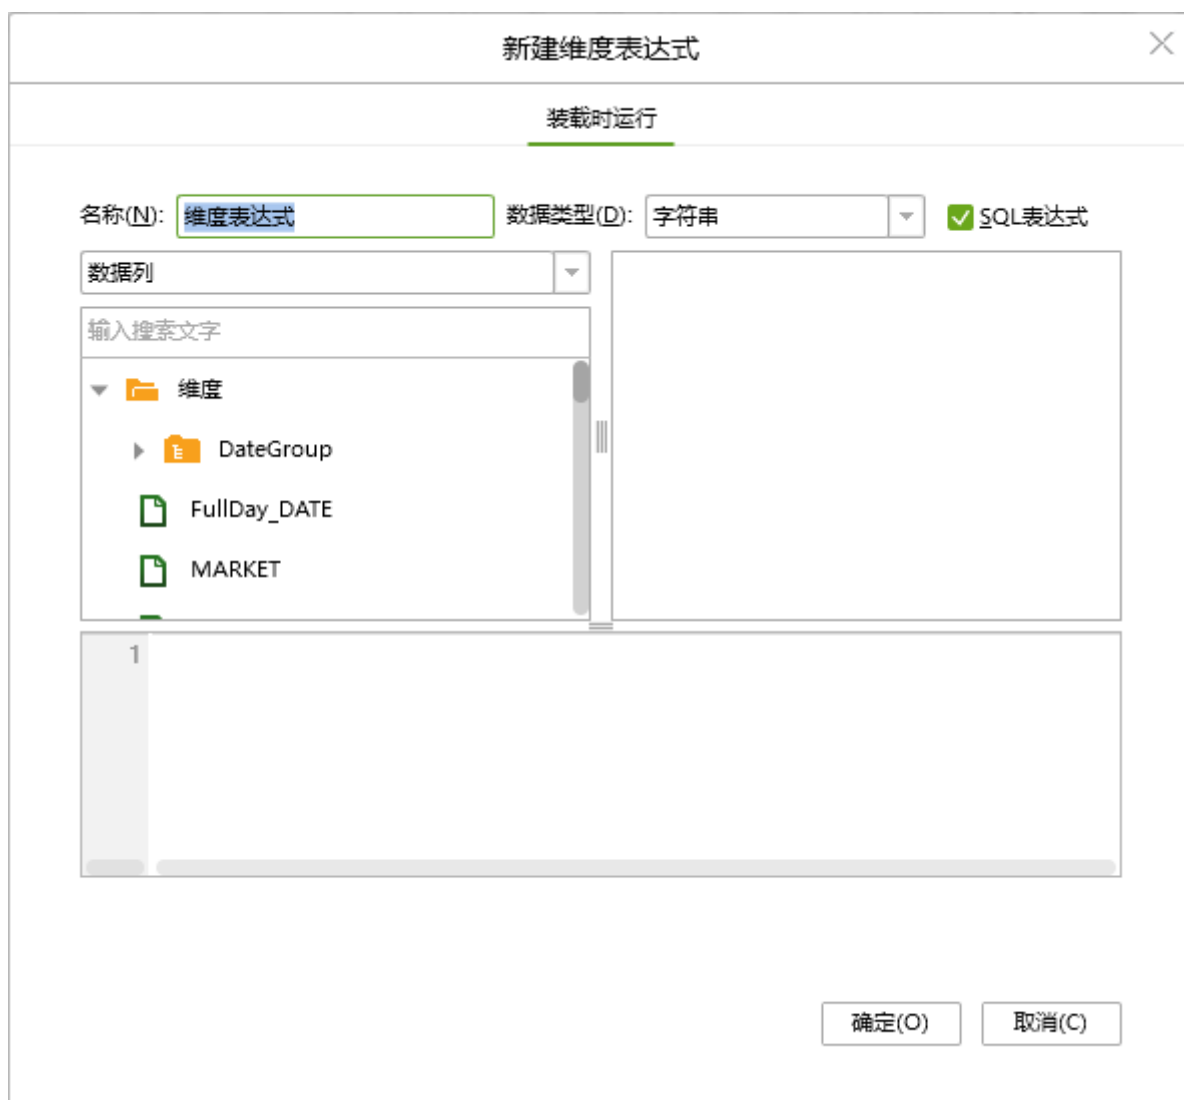 新建维度表达式
装载时运行
名称(N): 维度表达式 数据类型(D): 字符串 SQL表达式
数据列
输入搜索文字
维度
DateGroup
FullDay_DATE
MARKET
1
确定(O) 取消(C)